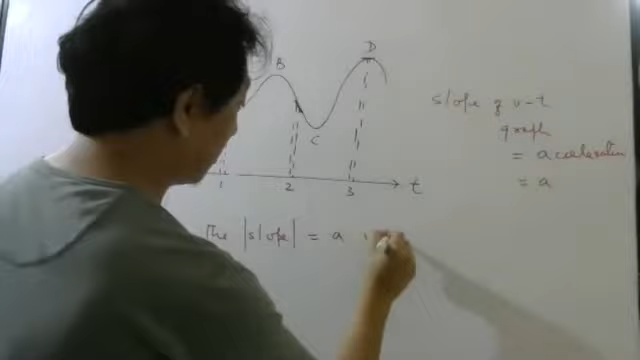 B
D
C
1 2 3 t
slope of v-t
graph
= acceleration
= a
The |slope| = a